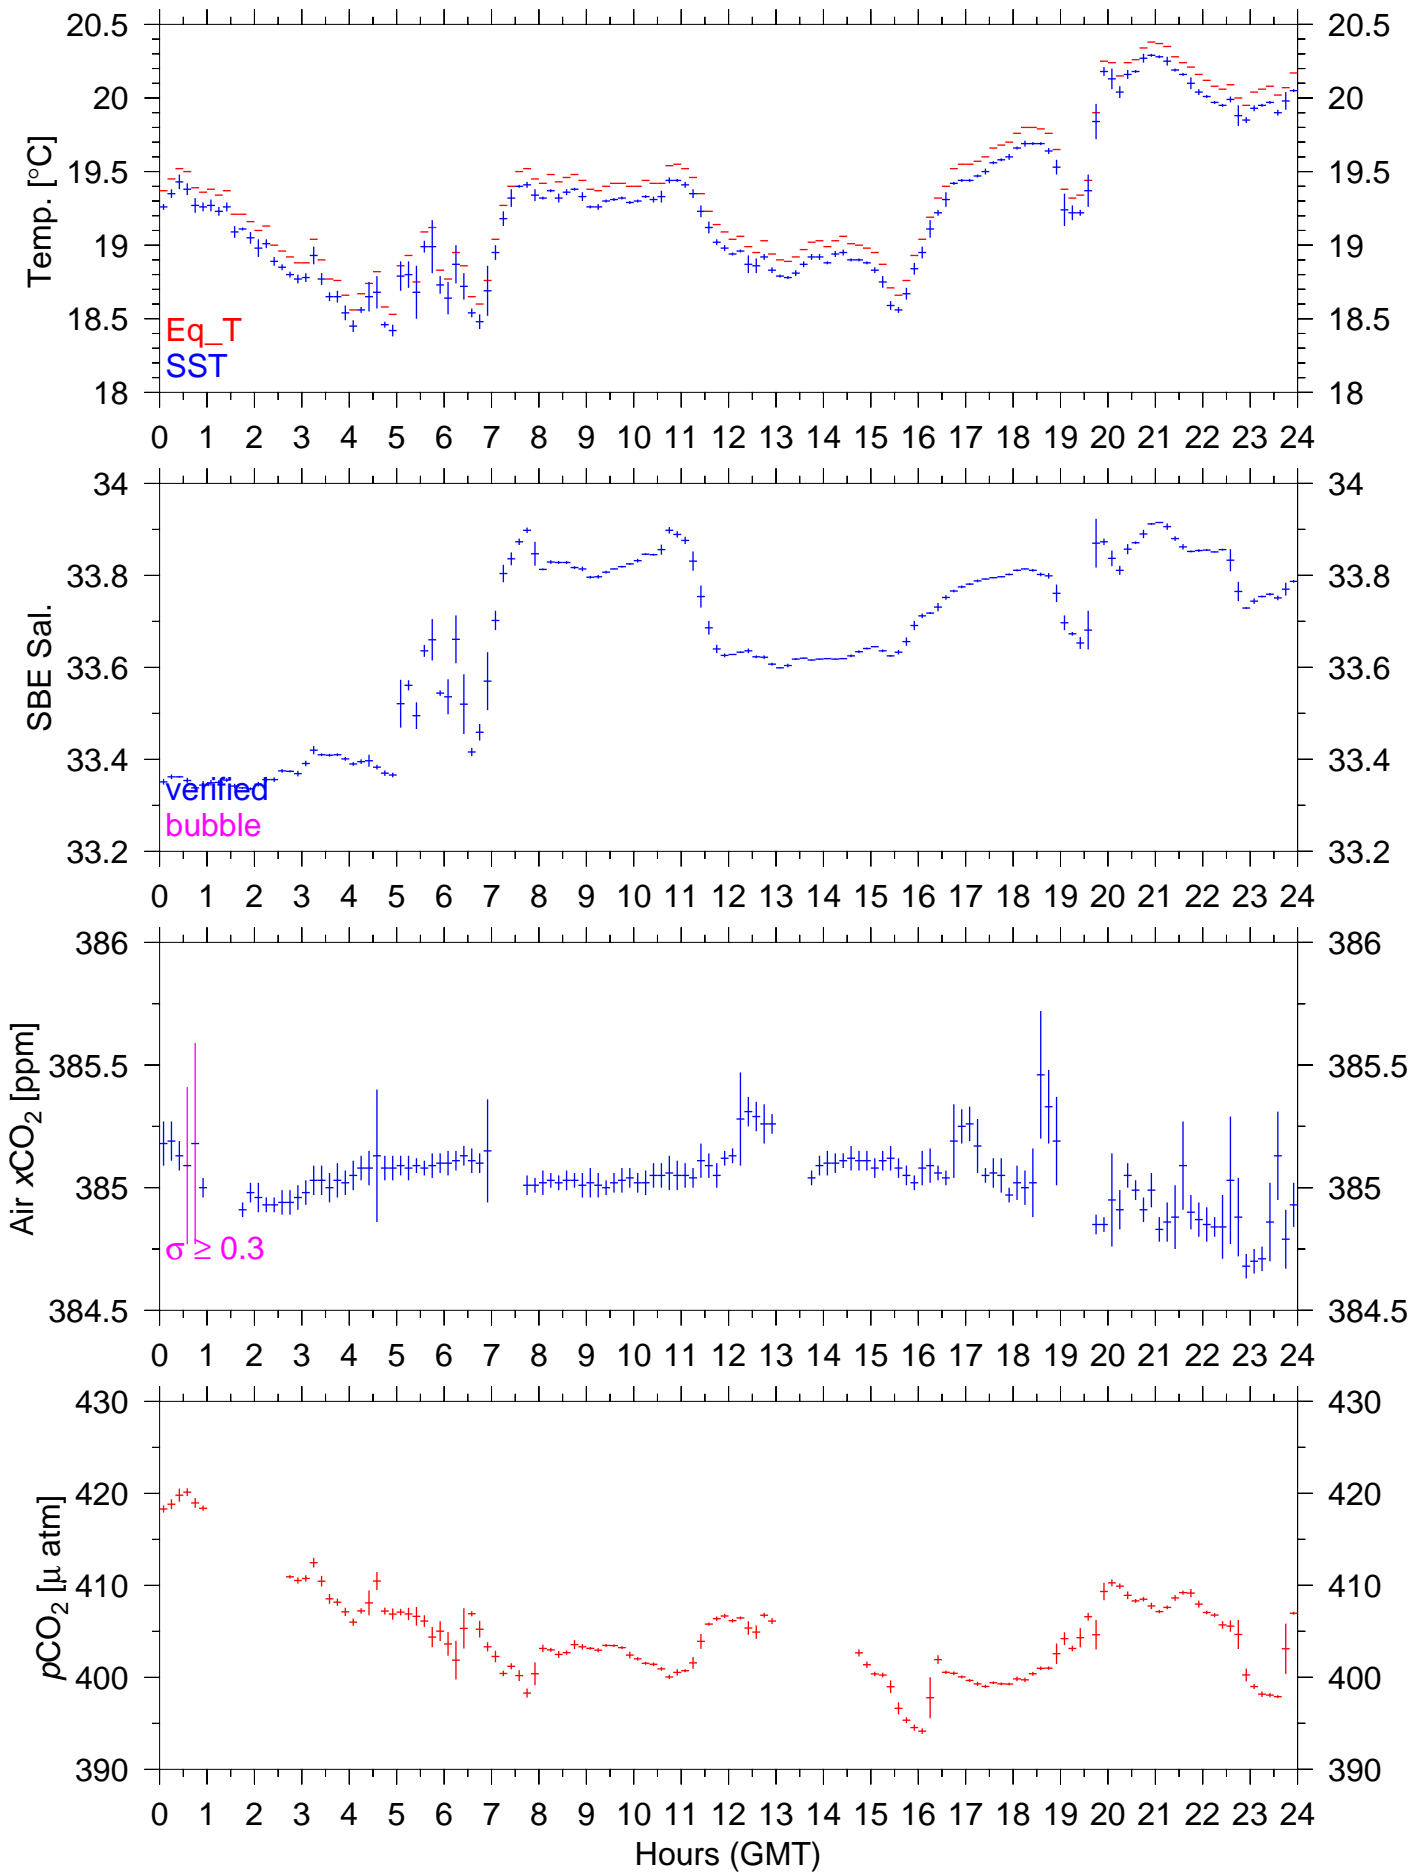 20.5 20.5
20 20
19.5 19.5
19 19
18.5 18.5
18 18
Temp. [°C]
Eq_T
SST
0 1 2 3 4 5 6 7 8 9 10 11 12 13 14 15 16 17 18 19 20 21 22 23 24
34 34
33.8 33.8
33.6 33.6
33.4 33.4
33.2 33.2
SBE Sal.
verified
bubble
0 1 2 3 4 5 6 7 8 9 10 11 12 13 14 15 16 17 18 19 20 21 22 23 24
386 386
385.5 385.5
385 385
384.5 384.5
Air xCO₂ [ppm]
σ ≥ 0.3
0 1 2 3 4 5 6 7 8 9 10 11 12 13 14 15 16 17 18 19 20 21 22 23 24
430 430
420 420
410 410
400 400
390 390
pCO₂ [μ atm]
0 1 2 3 4 5 6 7 8 9 10 11 12 13 14 15 16 17 18 19 20 21 22 23 24
Hours (GMT)